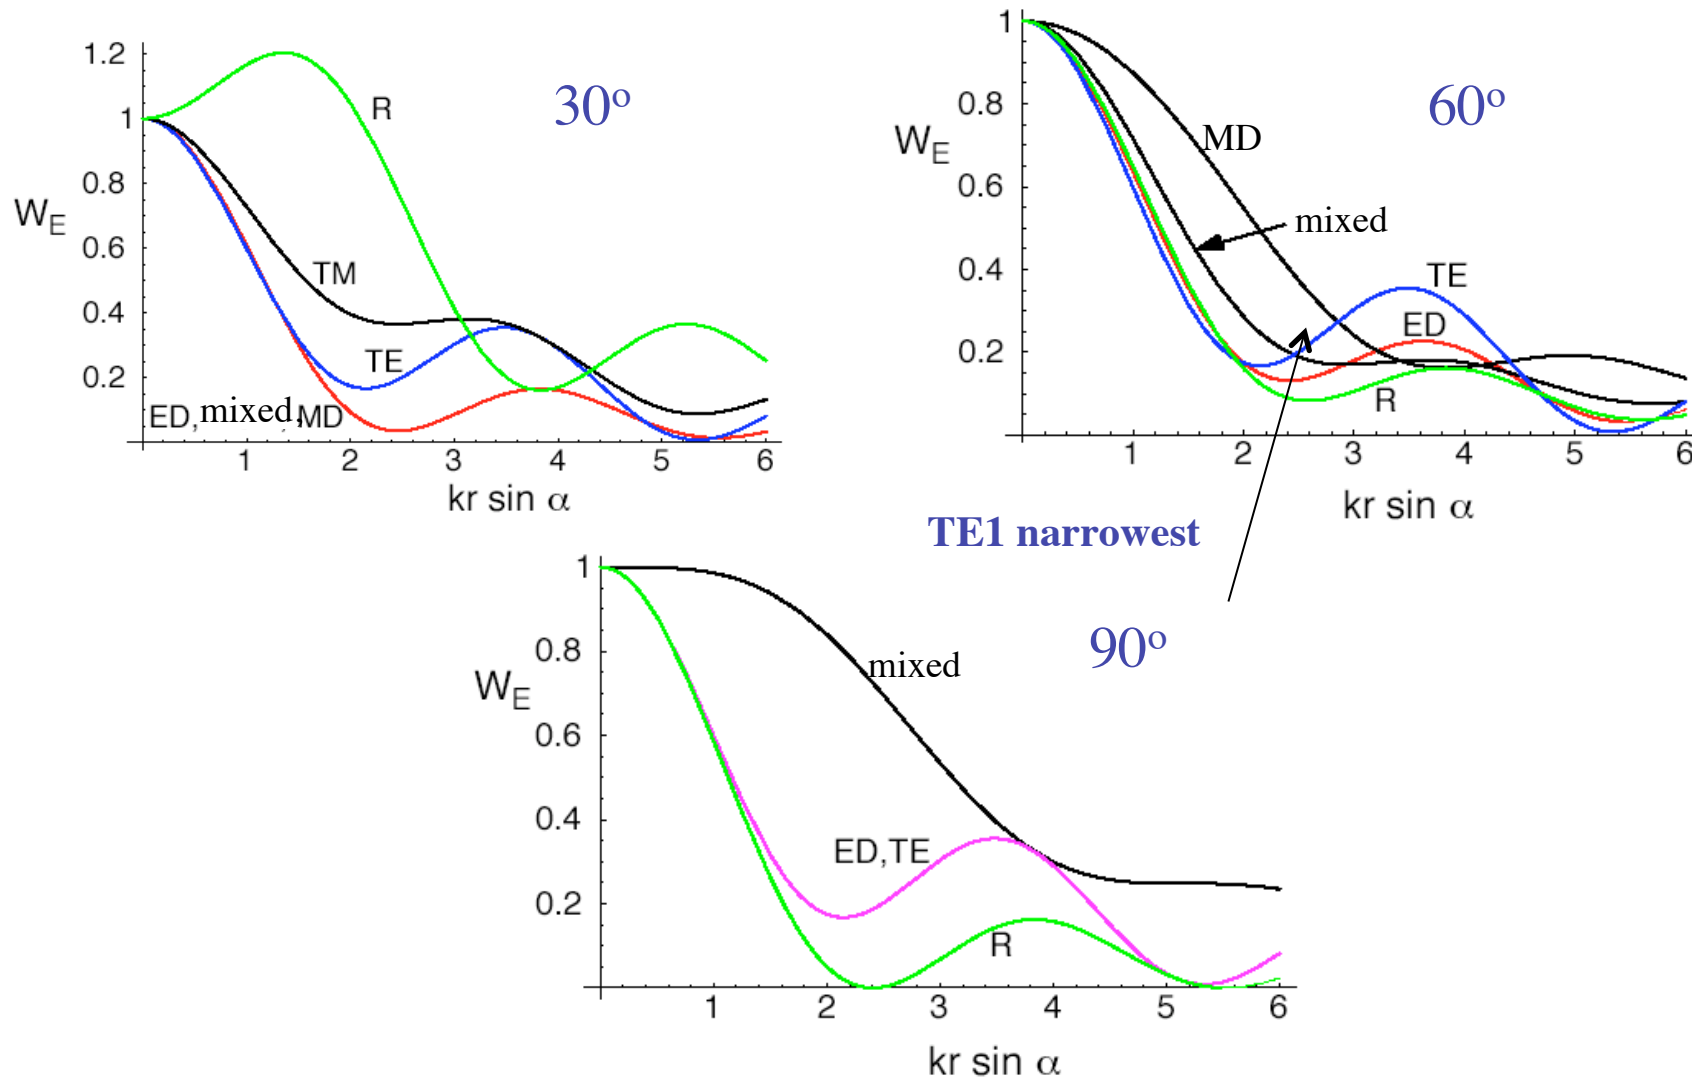 1.2
1
0.8
0.6
0.4
0.2
W_E
30º
R
TM
TE
ED, mixed, MD
1 2 3 4 5 6
kr sin α
1
0.8
0.6
0.4
0.2
W_E
60º
MD
mixed
TE
ED
R
1 2 3 4 5 6
kr sin α
TE1 narrowest
1
0.8
0.6
0.4
0.2
W_E
90º
mixed
ED,TE
R
1 2 3 4 5 6
kr sin α